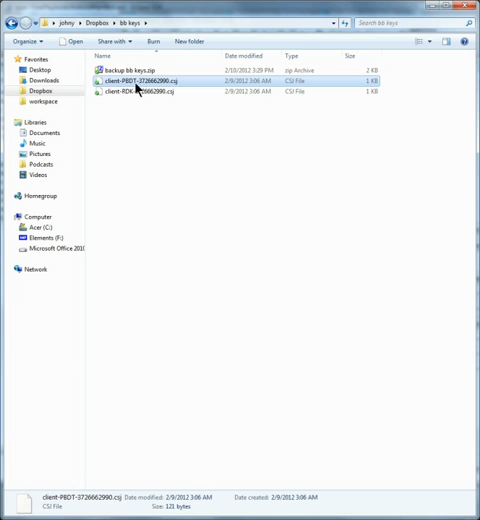 johny ▸ Dropbox ▸ bb keys ▸
Search bb keys
Organize Open Share with Burn New folder
Name Date modified Type Size
Favorites
Desktop
Downloads
Dropbox
workspace
Libraries
Documents
Music
Pictures
Podcasts
Videos
Homegroup
Computer
Acer (C:)
Elements (F:)
Microsoft Office 2010
Network
backup bb keys.zip 2/10/2012 3:29 PM zip Archive 2 KB
client-PBDT-3726662990.csj 2/9/2012 3:06 AM CSJ File 1 KB
2/9/2012 3:06 AM CSJ File 1 KB
client-PBDT-3726662990.csj Date modified: 2/9/2012 3:06 AM Date created: 2/9/2012 3:06 AM
CSJ File Size: 121 bytes